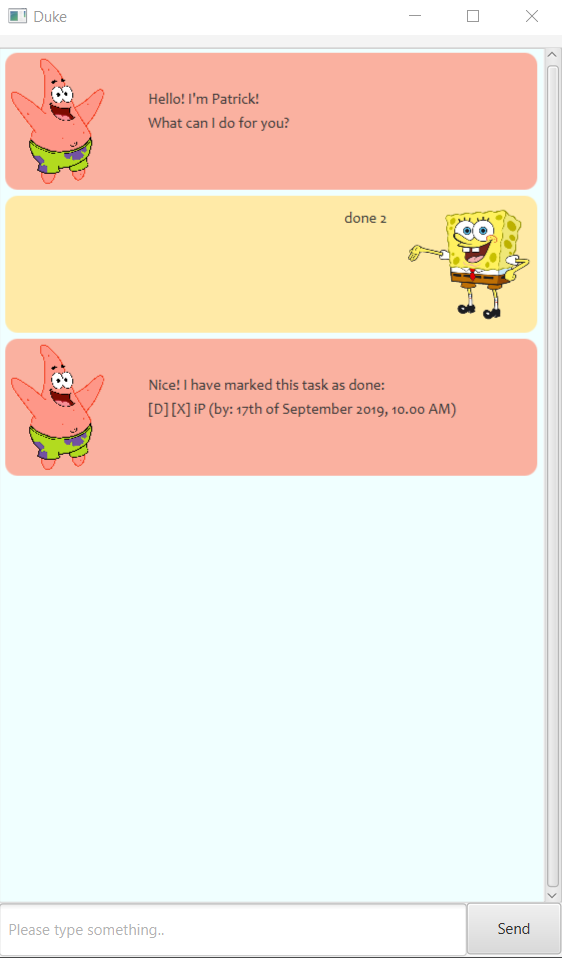 Duke
Hello! I'm Patrick!
What can I do for you?
done 2
Nice! I have marked this task as done:
[D] [X] iP (by: 17th of September 2019, 10.00 AM)
Please type something..
Send